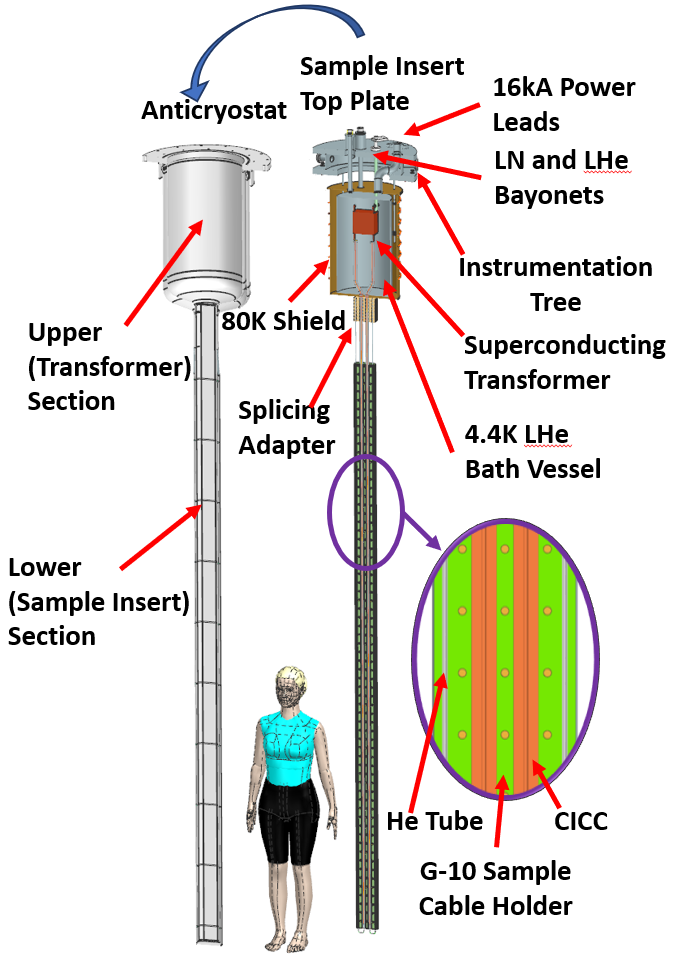 Sample Insert
Top Plate
Anticryostat
16kA Power
Leads
LN and LHe
Bayonets
Instrumentation
Tree
80K Shield
Upper
(Transformer)
Section
Superconducting
Transformer
Splicing
Adapter
4.4K LHe
Bath Vessel
Lower
(Sample Insert)
Section
He Tube
CICC
G-10 Sample
Cable Holder